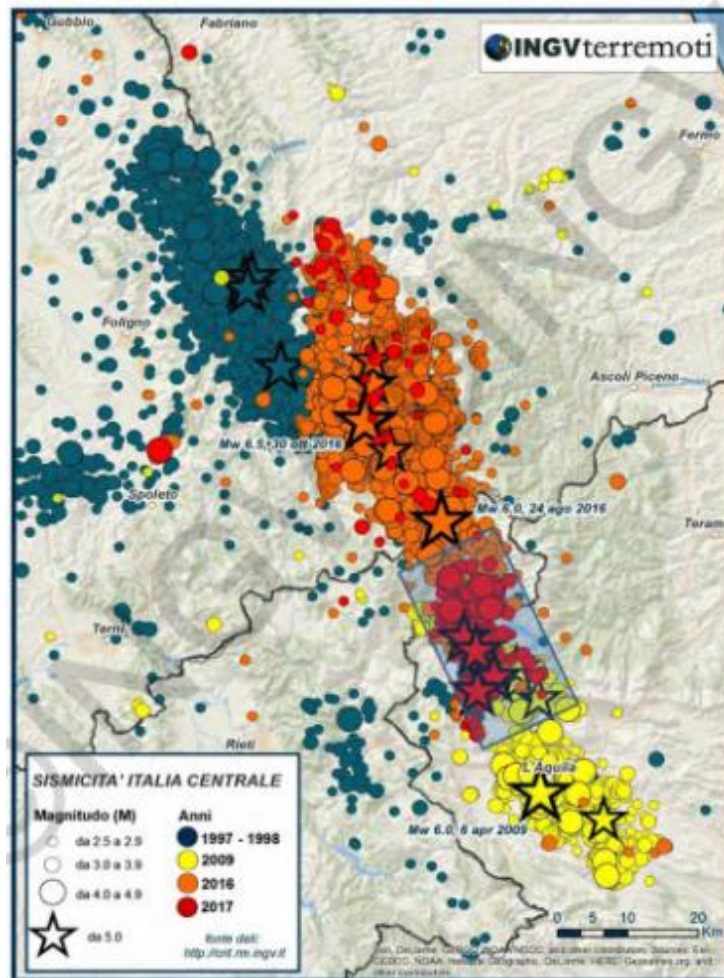 Gubbio
Fabriano
INGVterremoti
Fermo
Foligno
Ascoli Piceno
Mw 6.5, 30 ott 2016
Spoleto
Mw 6.0, 24 ago 2016
Teram
Terni
Rieti
L'Aquila
Mw 6.0, 6 apr 2009
SISMICITA' ITALIA CENTRALE
Magnitudo (M)
da 2.5 a 2.9
da 3.0 a 3.9
da 4.0 a 4.9
da 5.0
Anni
1997 - 1998
2009
2016
2017
fonte dati:
http://cnt.rm.ingv.it
0 5 10 20
Km
©INGV INGV INGV